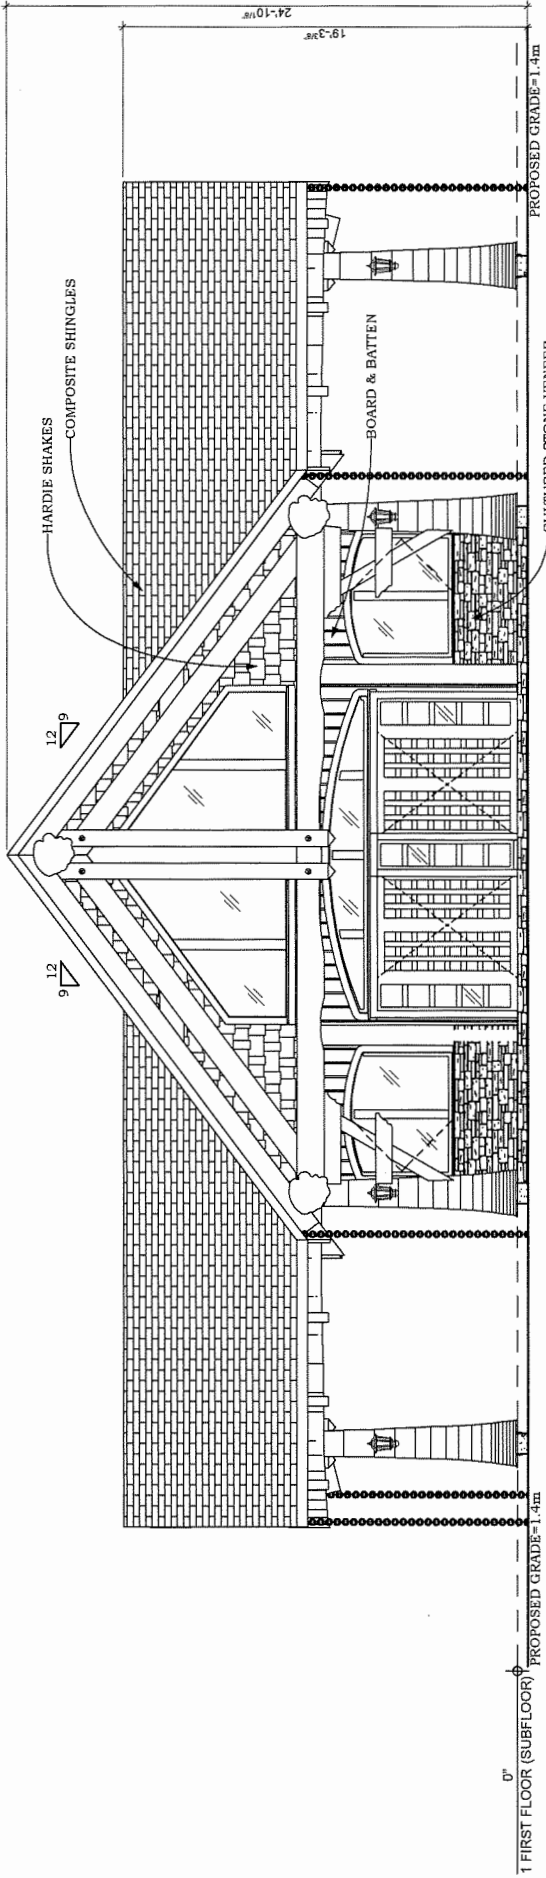 24'-10 1/8"
19'-3 3/8"
HARDIE SHAKES
COMPOSITE SHINGLES
12
9
12
9
BOARD & BATTEN
PROPOSED GRADE=1.4m
PROPOSED GRADE=1.4m
0"
1 FIRST FLOOR (SUBFLOOR)